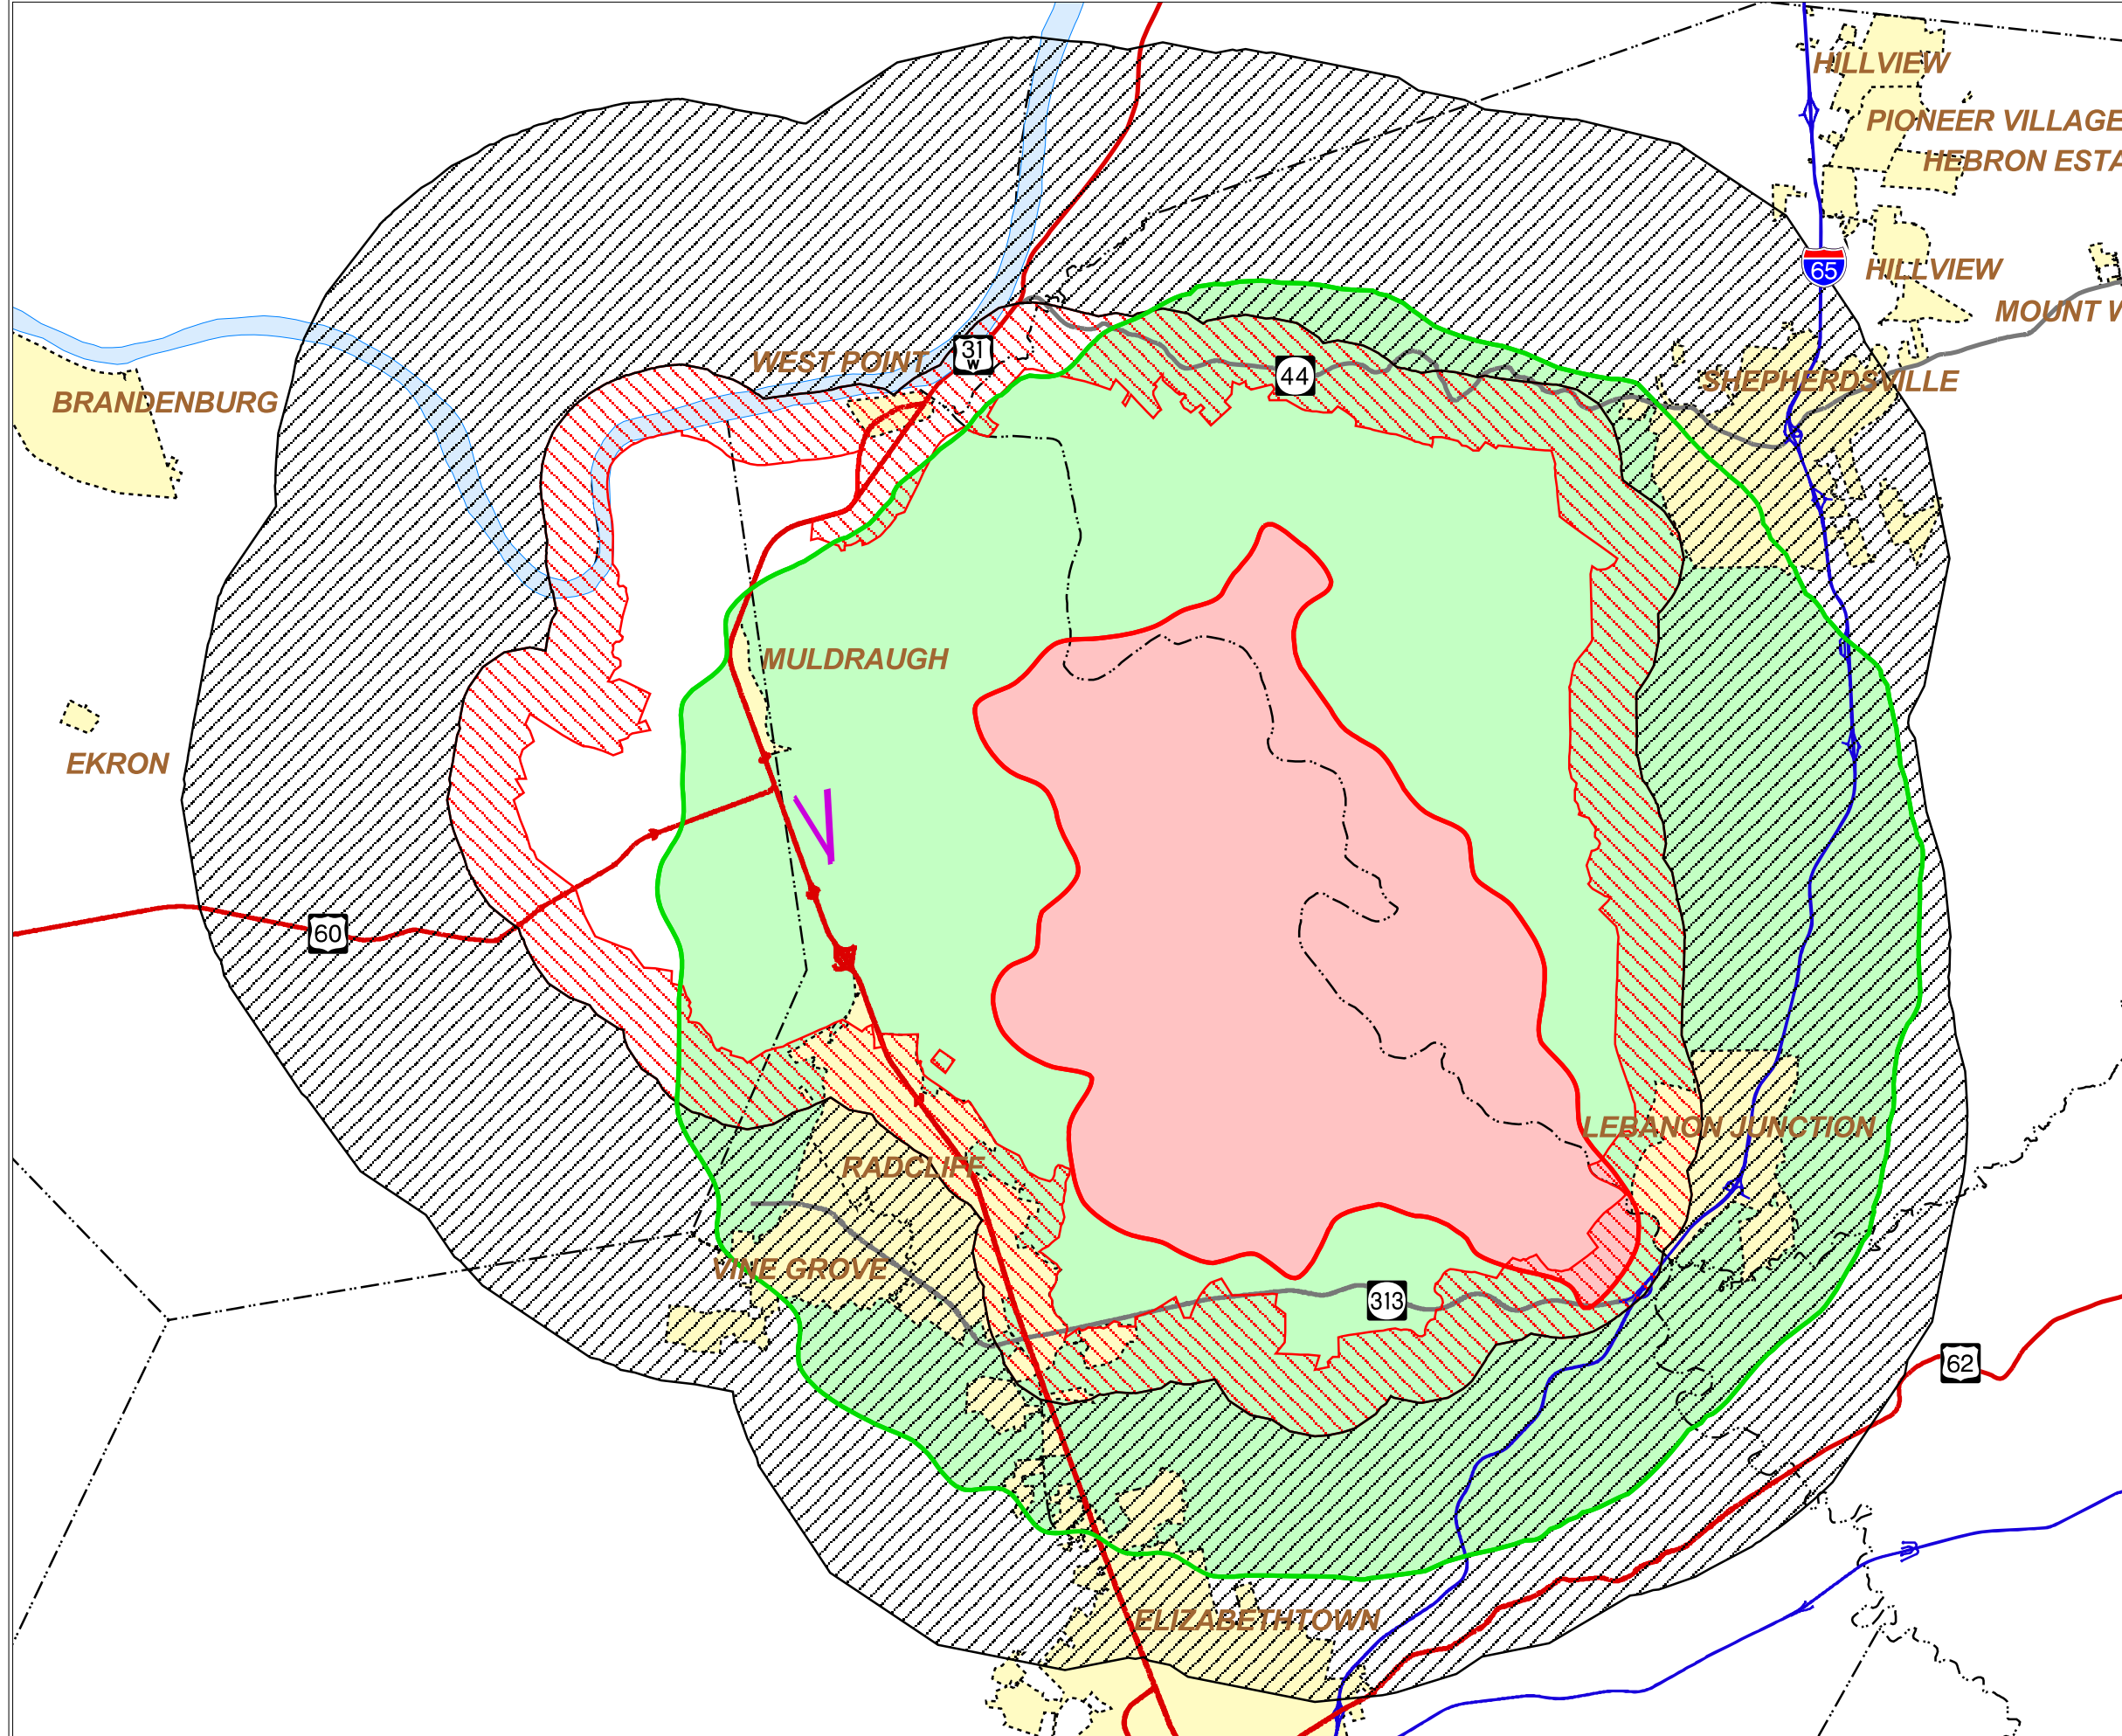 HILLVIEW
PIONEER VILLAGE
HEBRON ESTA
65
HILLVIEW
MOUNT W
WEST POINT
31
W
44
SHEPHERDSVILLE
BRANDENBURG
MULDRAUGH
EKRON
60
LEBANON JUNCTION
RADCLIFF
VINE GROVE
313
62
ELIZABETHTOWN